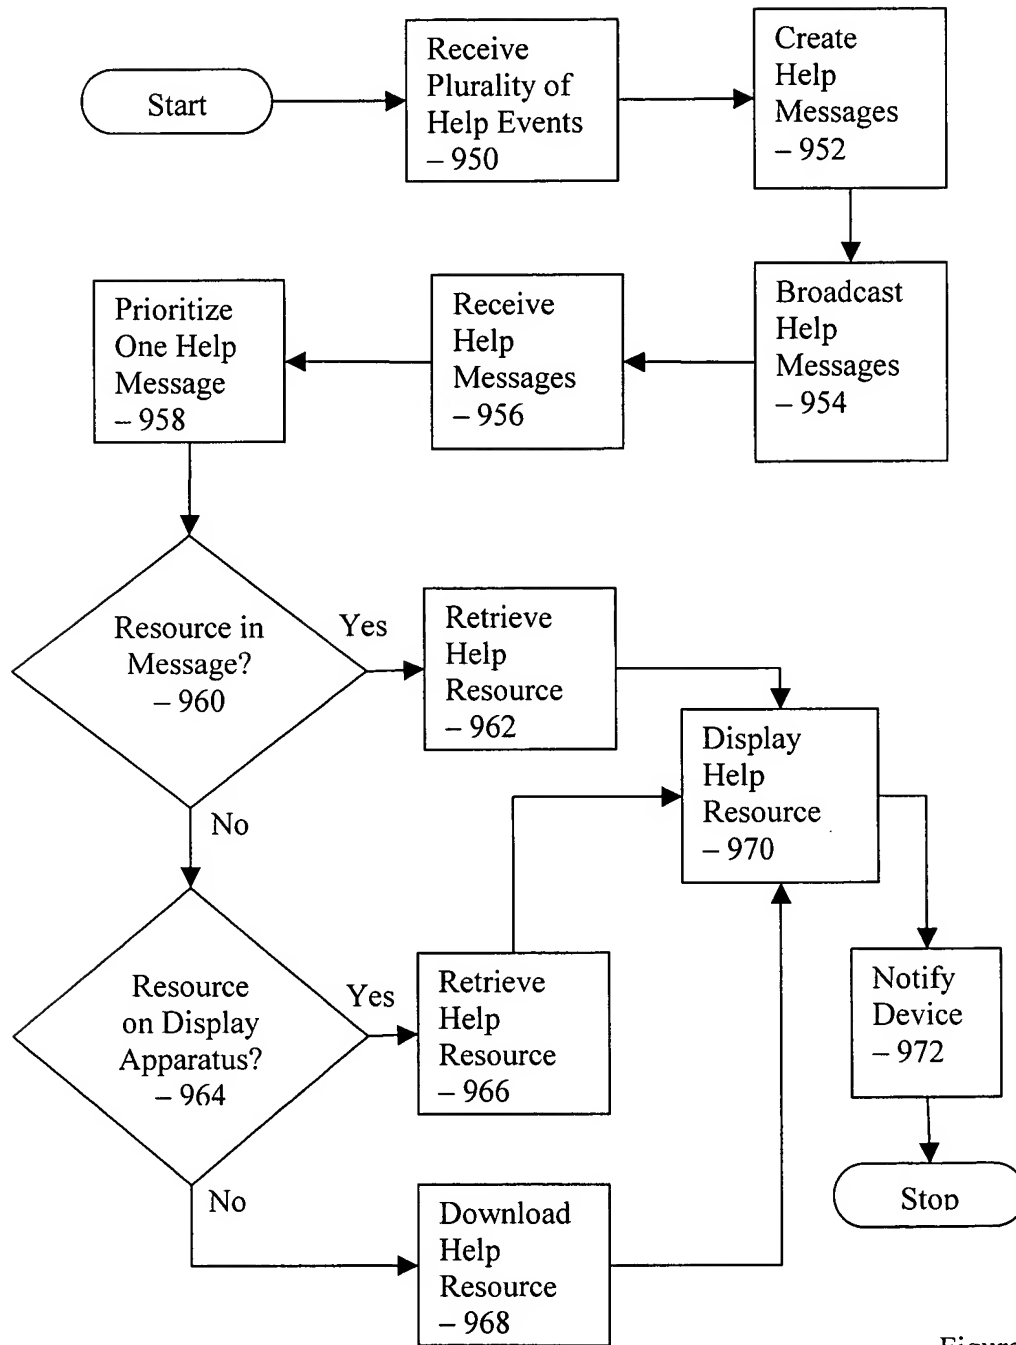 Start
Receive
Plurality of
Help Events
– 950
Create
Help
Messages
– 952
Broadcast
Help
Messages
– 954
Receive
Help
Messages
– 956
Prioritize
One Help
Message
– 958
Resource in
Message?
– 960
Yes
Retrieve
Help
Resource
– 962
No
Resource
on Display
Apparatus?
– 964
Yes
Retrieve
Help
Resource
– 966
No
Download
Help
Resource
– 968
Display
Help
Resource
– 970
Notify
Device
– 972
Stop
Figure